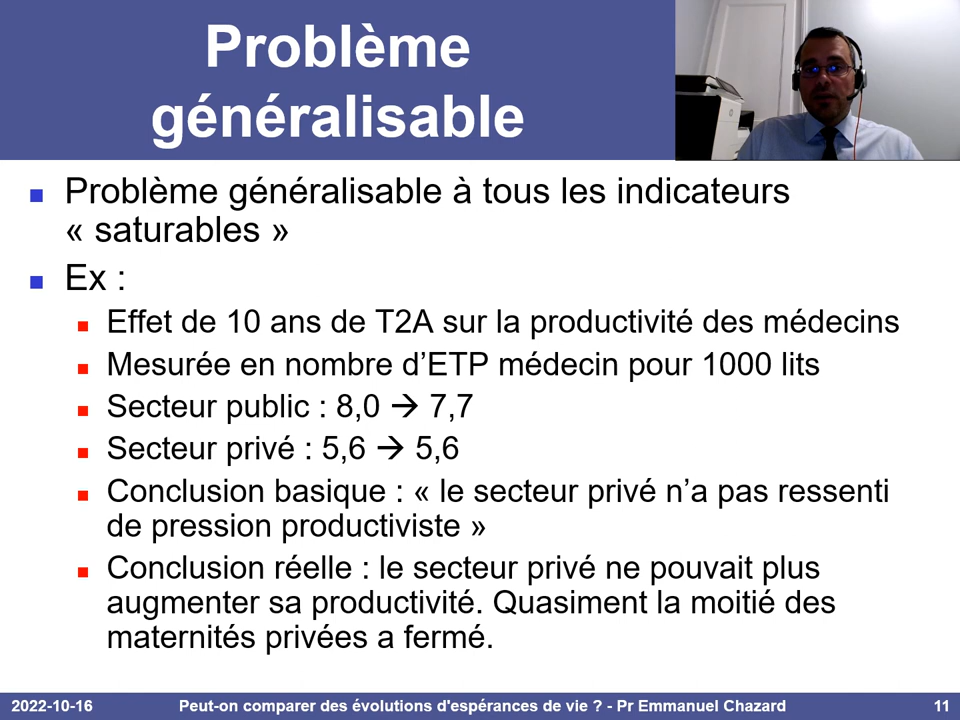 Problème
généralisable
Problème généralisable à tous les indicateurs
« saturables »
Ex :
Effet de 10 ans de T2A sur la productivité des médecins
Mesurée en nombre d’ETP médecin pour 1000 lits
Secteur public : 8,0 → 7,7
Secteur privé : 5,6 → 5,6
Conclusion basique : « le secteur privé n’a pas ressenti
de pression productiviste »
Conclusion réelle : le secteur privé ne pouvait plus
augmenter sa productivité. Quasiment la moitié des
maternités privées a fermé.
2022-10-16 Peut-on comparer des évolutions d'espérances de vie ? - Pr Emmanuel Chazard 11